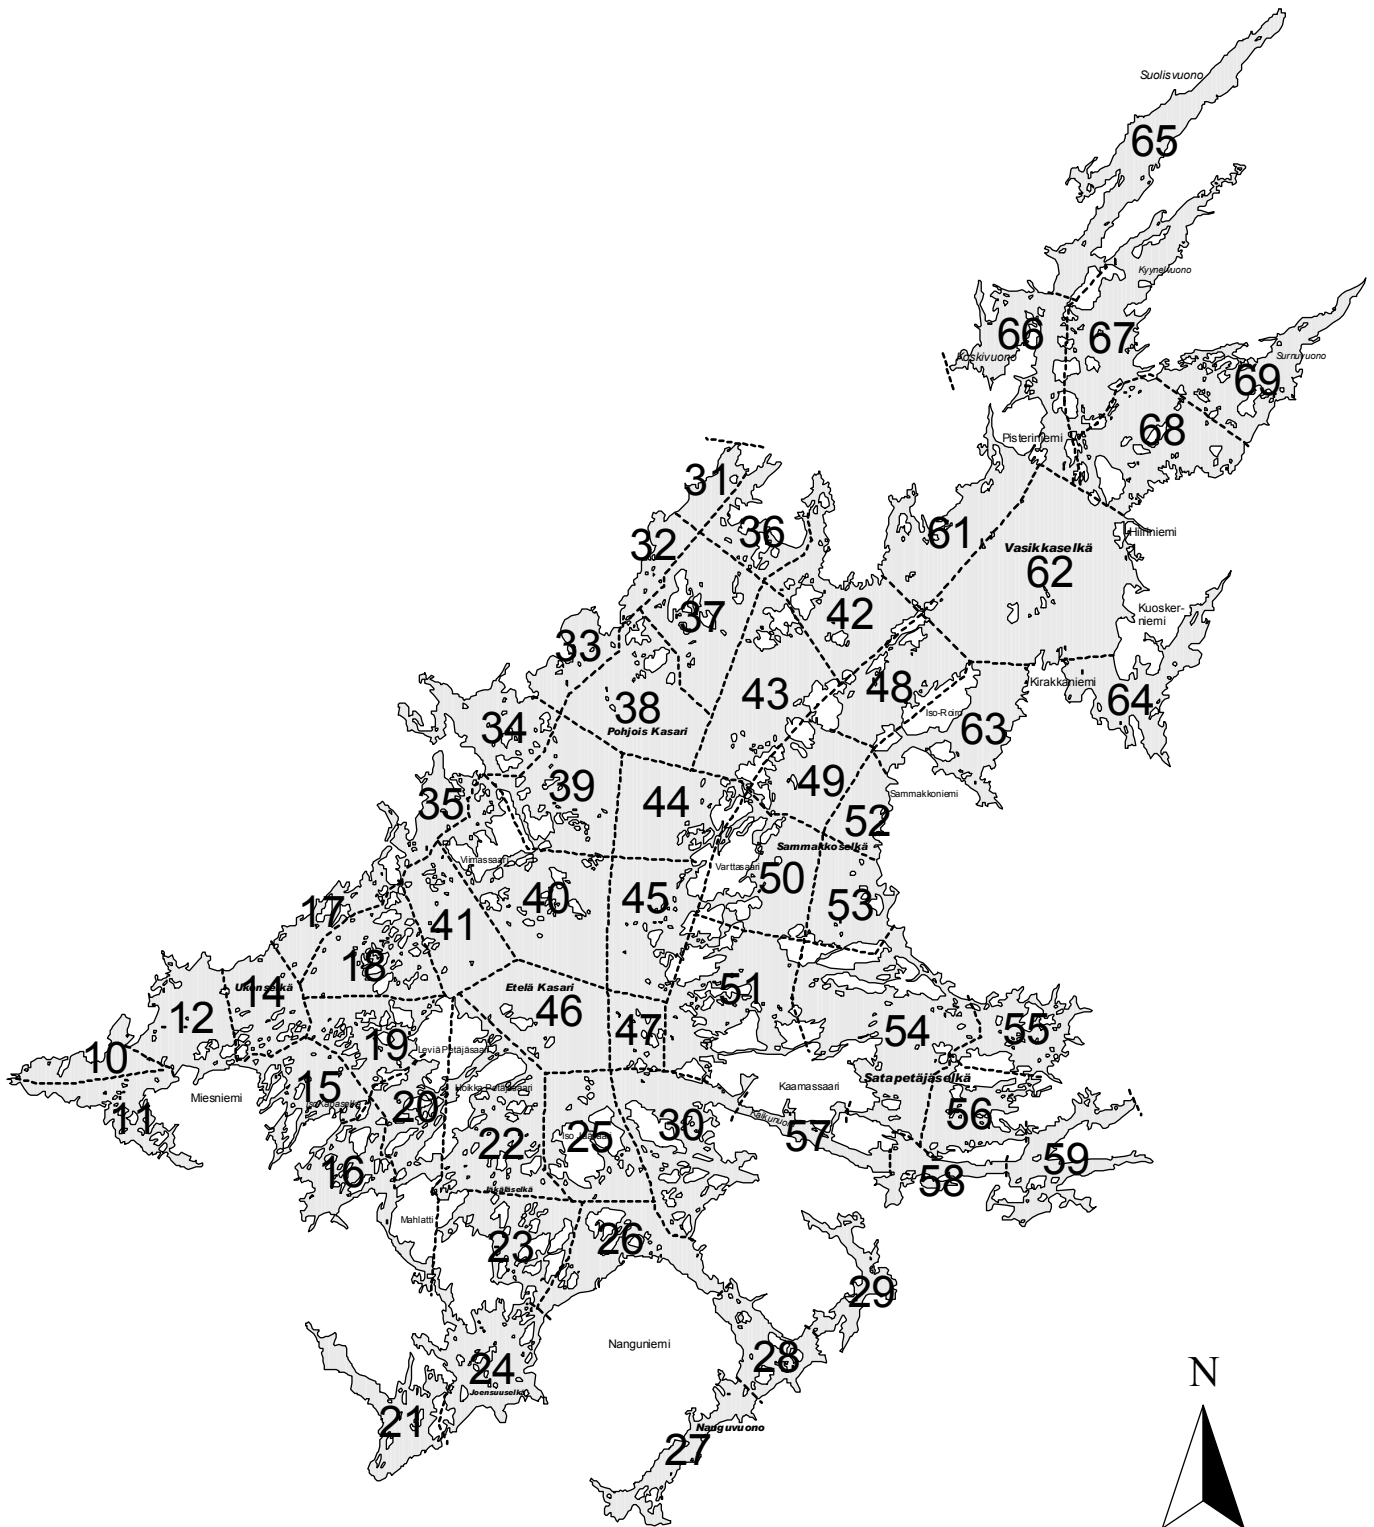 Suolisvuono
65
Kyynelvuono
66
67
Koskivuono
Surnuvuono
69
68
Pisteriniemi
31
36
61
32
Hiiriniemi
Vasikkaselkä
62
37
42
Kuosker-
niemi
33
Kirakkaniemi
48
43
64
38
Iso-Roiro
34
63
Pohjois Kasari
49
39
Sammakkoniemi
44
35
52
Sammakkoselkä
Viimassaari
Varttasaari
50
40
45
53
17
41
18
Ukonselkä
14
Etelä Kasari
51
46
12
47
54
55
19
Leviä Petäjäsaari
10
Satapetäjäselkä
Kaamassaari
15
Hoikka Petäjäsaari
Miesniemi
20
56
11
30
57
25
22
16
59
58
Mahlatti
23
26
29
Nanguniemi
28
24
Joensuuselkä
N
21
Nanguvuono
27